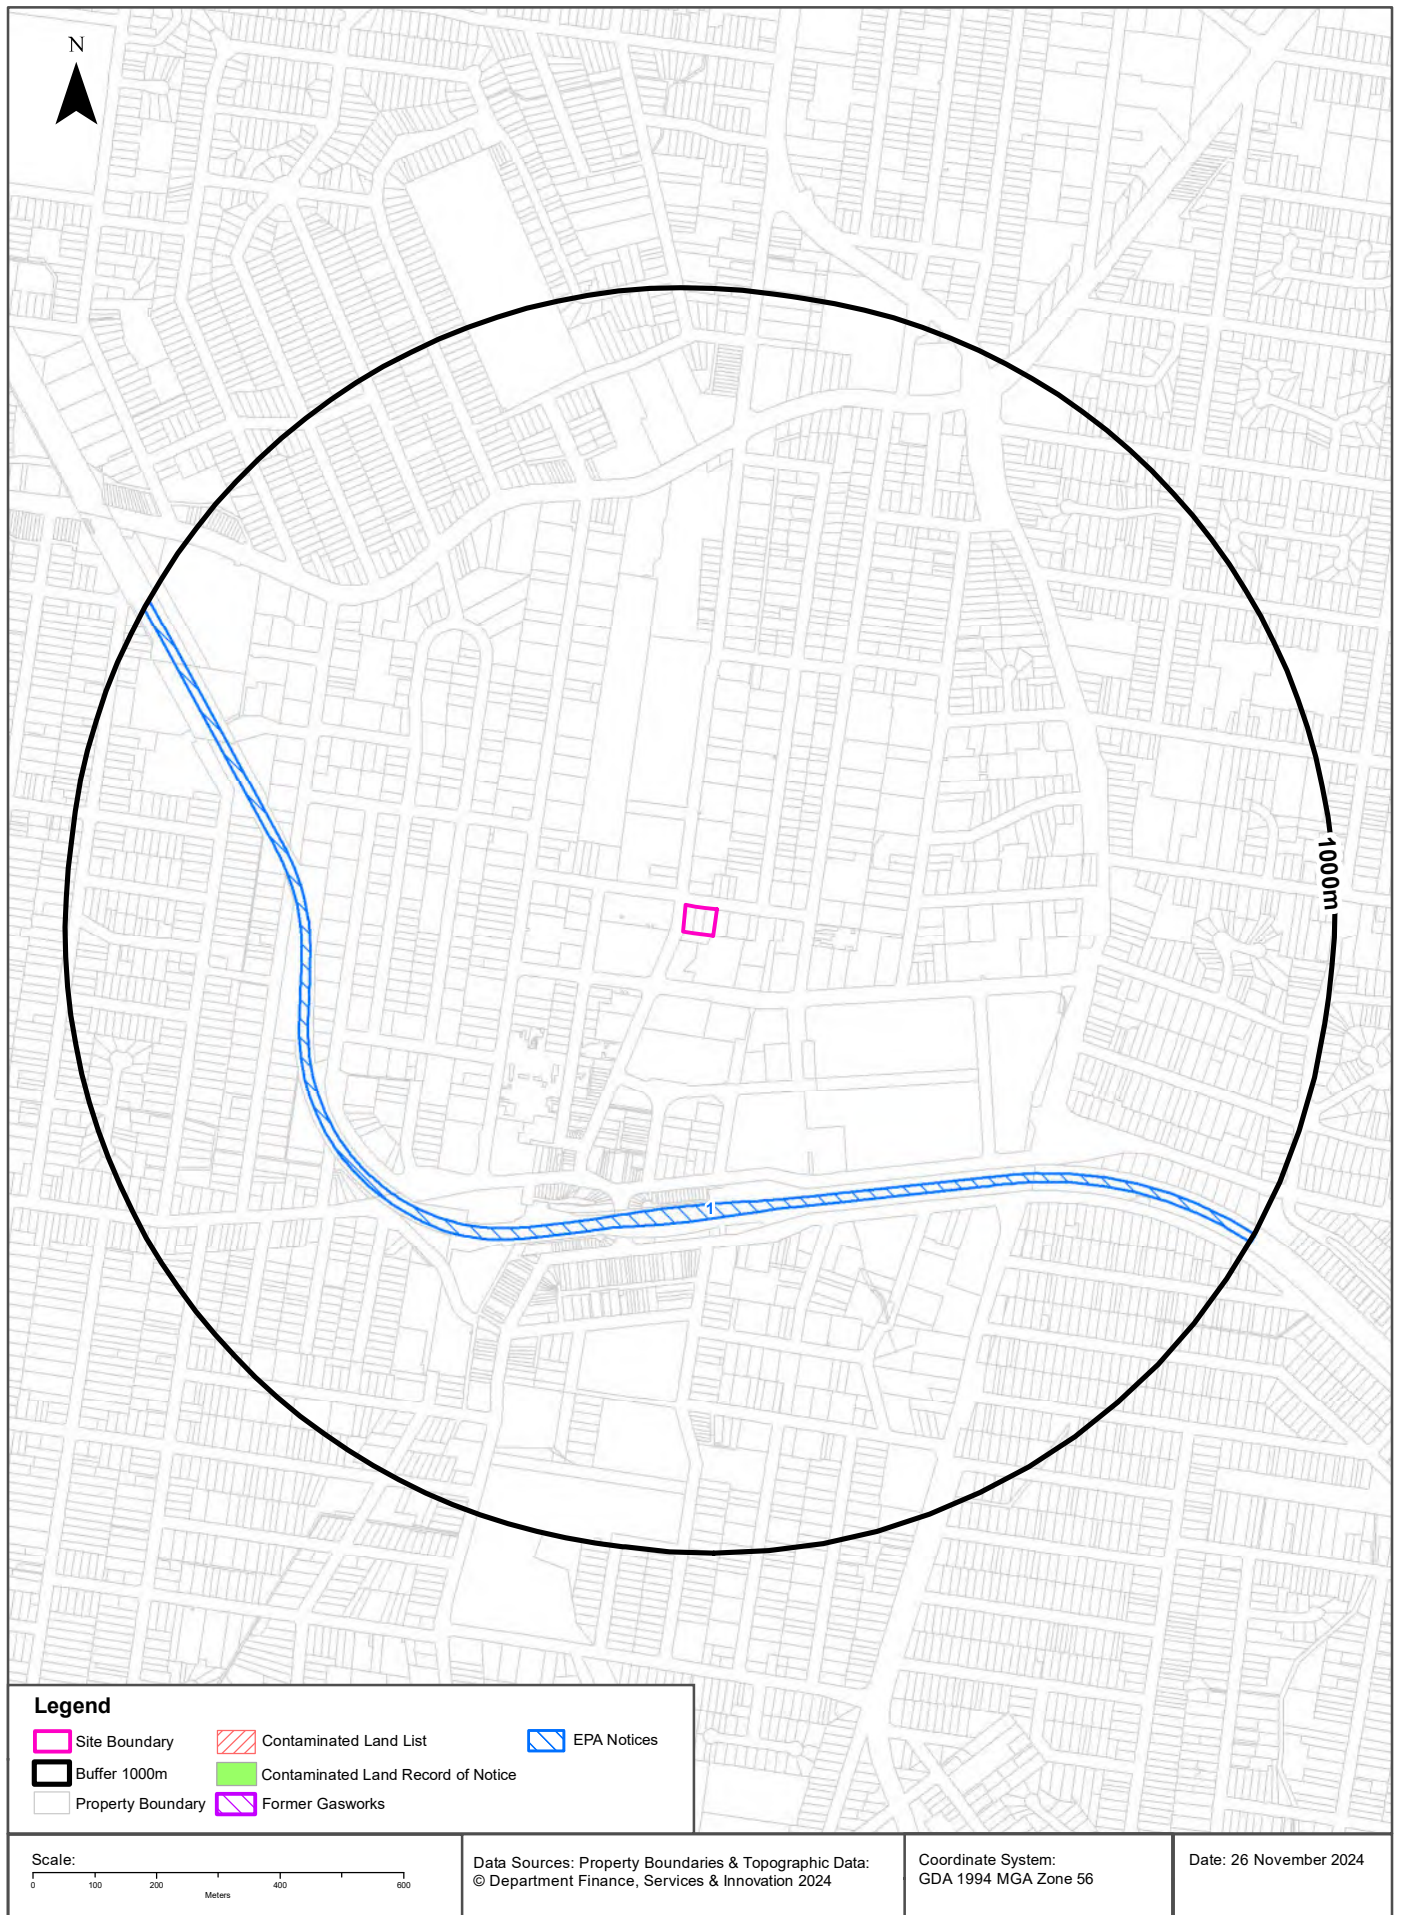 N
1000m
1
Legend
Site Boundary
Contaminated Land List
EPA Notices
Buffer 1000m
Contaminated Land Record of Notice
Property Boundary
Former Gasworks
Scale:
0 100 200 400 600
Meters
Data Sources: Property Boundaries & Topographic Data:
© Department Finance, Services & Innovation 2024
Coordinate System:
GDA 1994 MGA Zone 56
Date: 26 November 2024